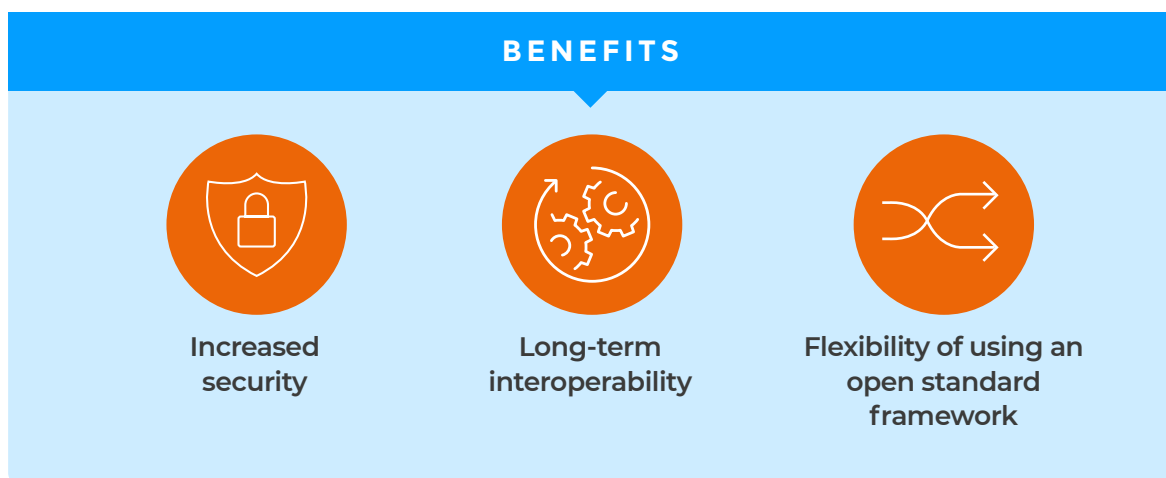 BENEFITS
Increased
security
Long-term
interoperability
Flexibility of using an
open standard
framework